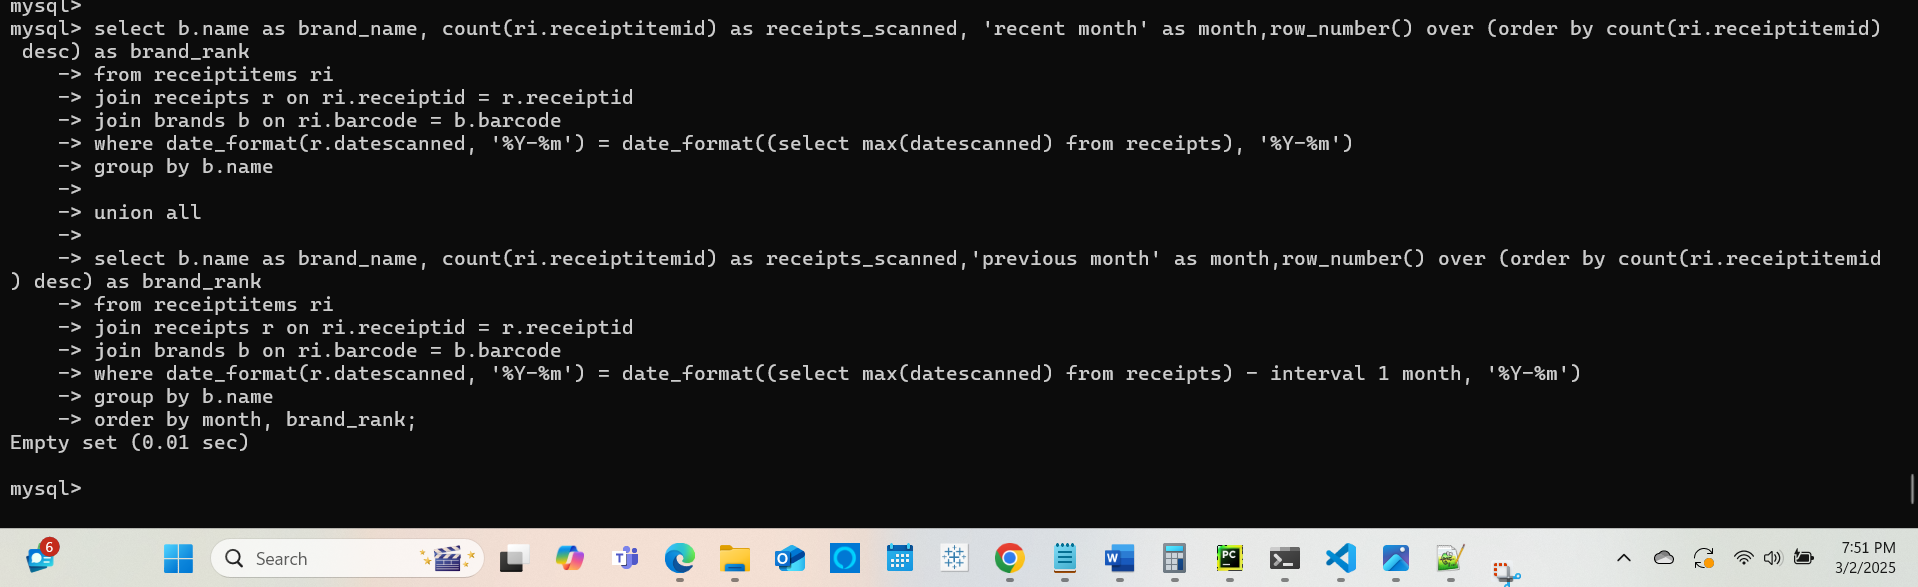 mysql>
mysql> select b.name as brand_name, count(ri.receiptitemid) as receipts_scanned, 'recent month' as month,row_number() over (order by count(ri.receiptitemid)
 desc) as brand_rank
    -> from receiptitems ri
    -> join receipts r on ri.receiptid = r.receiptid
    -> join brands b on ri.barcode = b.barcode
    -> where date_format(r.datescanned, '%Y-%m') = date_format((select max(datescanned) from receipts), '%Y-%m')
    -> group by b.name
    ->
    -> union all
    ->
    -> select b.name as brand_name, count(ri.receiptitemid) as receipts_scanned,'previous month' as month,row_number() over (order by count(ri.receiptitemid
) desc) as brand_rank
    -> from receiptitems ri
    -> join receipts r on ri.receiptid = r.receiptid
    -> join brands b on ri.barcode = b.barcode
    -> where date_format(r.datescanned, '%Y-%m') = date_format((select max(datescanned) from receipts) - interval 1 month, '%Y-%m')
    -> group by b.name
    -> order by month, brand_rank;
Empty set (0.01 sec)
mysql>
6
Search
T
O
W
PC
7:51 PM
3/2/2025